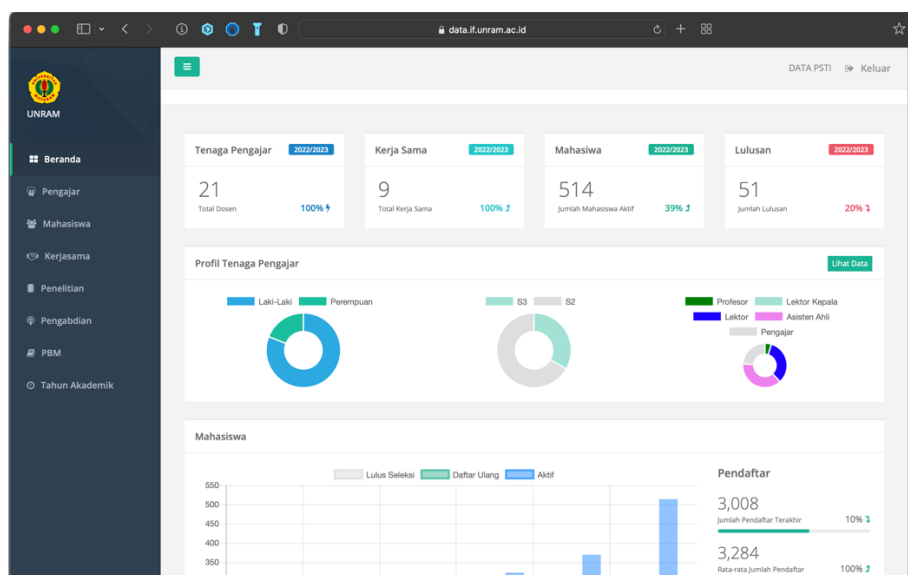 data.if.unram.ac.id
UNRAM
DATA PSTI Keluar
Beranda
Pengajar
Mahasiswa
Kerjasama
Penelitian
Pengabdian
PBM
Tahun Akademik
Tenaga Pengajar 2022/2023
21
Total Dosen 100%
Kerja Sama 2022/2023
9
Total Kerja Sama 100%
Mahasiwa 2022/2023
514
Jumlah Mahasiswa Aktif 39%
Lulusan 2022/2023
51
Jumlah Lulusan 20%
Profil Tenaga Pengajar Lihat Data
Laki-Laki Perempuan
S3 S2
Profesor Lektor Kepala
Lektor Asisten Ahli
Pengajar
Mahasiswa
Lulus Seleksi Daftar Ulang Aktif
550
500
450
400
350
Pendaftar
3,008
Jumlah Pendaftar Terakhir 10%
3,284
Rata-rata Jumlah Pendaftar 100%